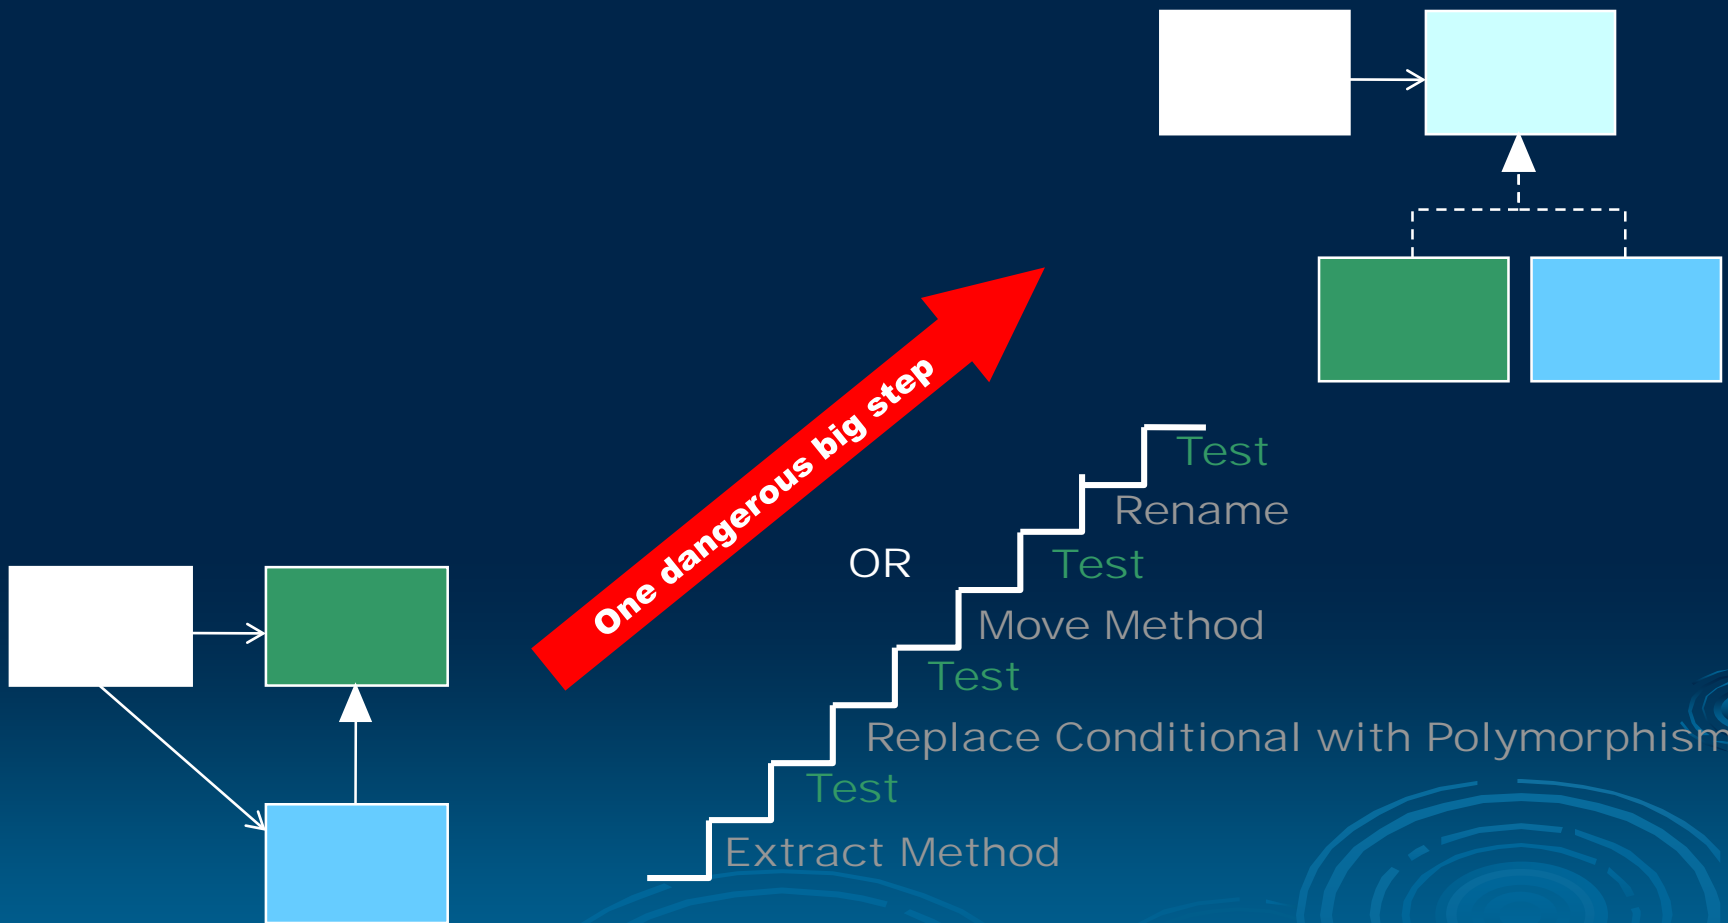 One dangerous big step
OR
Test
Rename
Test
Move Method
Test
Replace Conditional with Polymorphism
Test
Extract Method